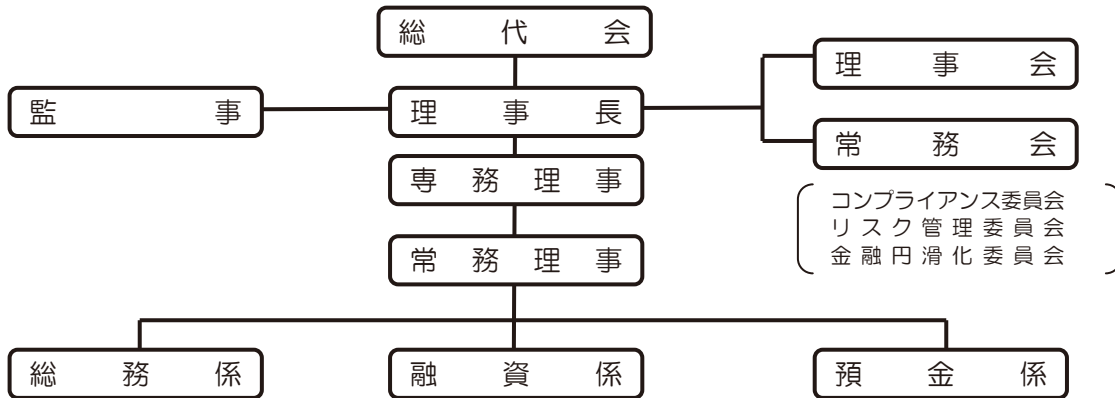 総代会
理事会
監事
理事長
常務会
専務理事
コンプライアンス委員会
リスク管理委員会
金融円滑化委員会
常務理事
総務係
融資係
預金係